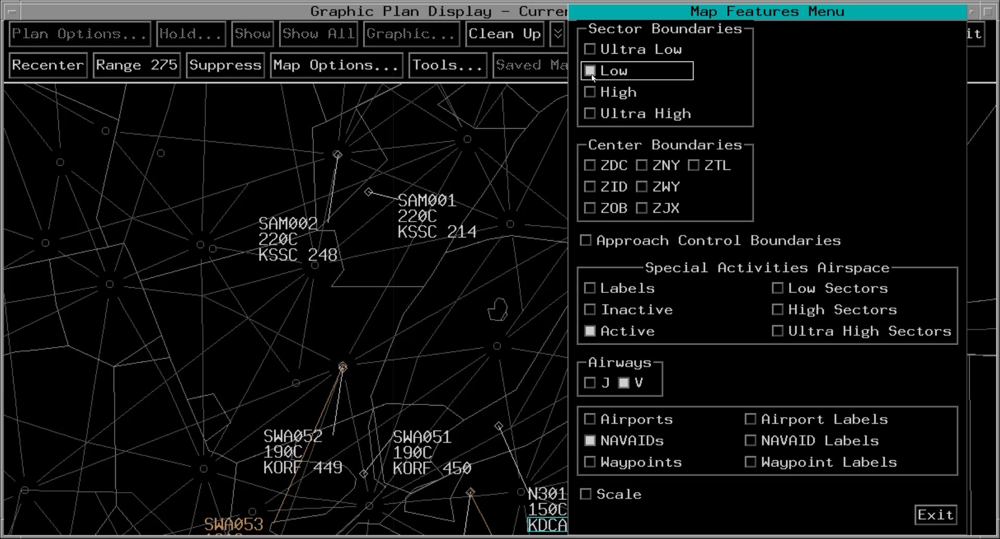 Graphic Plan Display - Curren
Map Features Menu
Plan Options... Hold... Show Show All Graphic... Clean Up
it
Recenter Range 275 Suppress Map Options... Tools... Saved Ma
Sector Boundaries
Ultra Low
Low
High
Ultra High
Center Boundaries
ZDC ZNY ZTL
ZID ZWY
ZOB ZJX
Approach Control Boundaries
Special Activities Airspace
Labels Low Sectors
Inactive High Sectors
Active Ultra High Sectors
Airways
J V
Airports Airport Labels
NAVAIDs NAVAID Labels
Waypoints Waypoint Labels
Scale
Exit
SAM001
220C
KSSC 214
SAM002
220C
KSSC 248
SWA052
190C
KORF 449
SWA051
190C
KORF 450
N301
150C
KDCA
SWA053